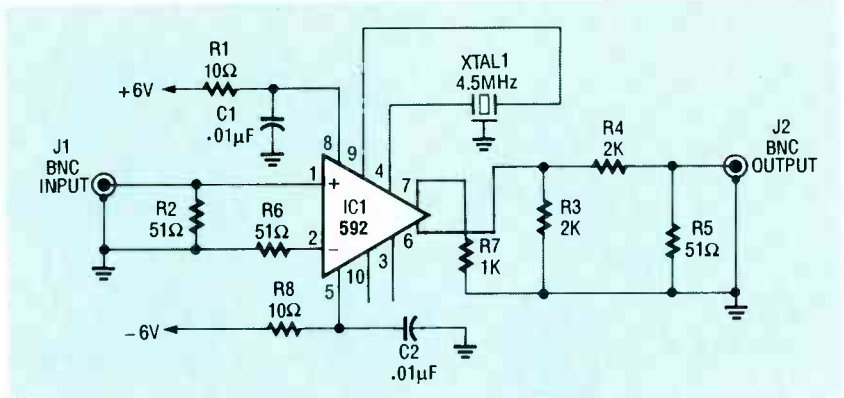 R1
10Ω
+6V
C1
.01µF
XTAL1
4.5MHz
8
9
4
J1
BNC
INPUT
1
+
7
R4
2K
J2
BNC
OUTPUT
R2
51Ω
R6
51Ω
IC1
592
2
−
6
R3
2K
R5
51Ω
R7
1K
10
3
5
R8
10Ω
−6V
C2
.01µF